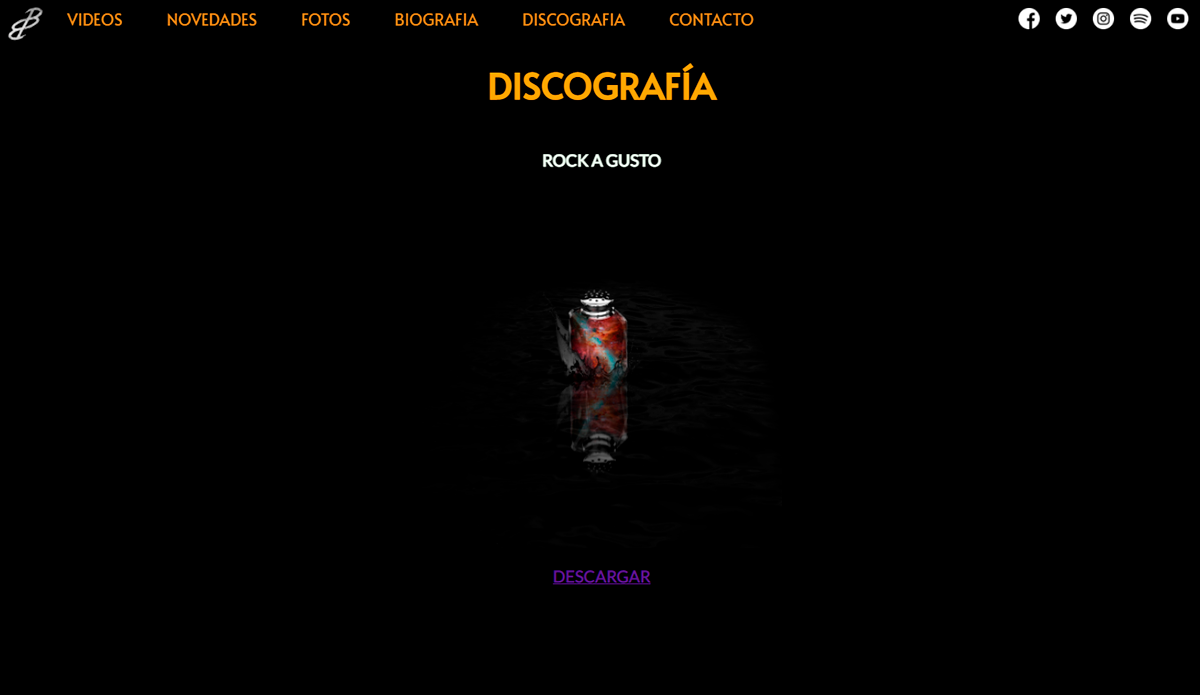 VIDEOS NOVEDADES FOTOS BIOGRAFIA DISCOGRAFIA CONTACTO
DISCOGRAFÍA
ROCK A GUSTO
DESCARGAR